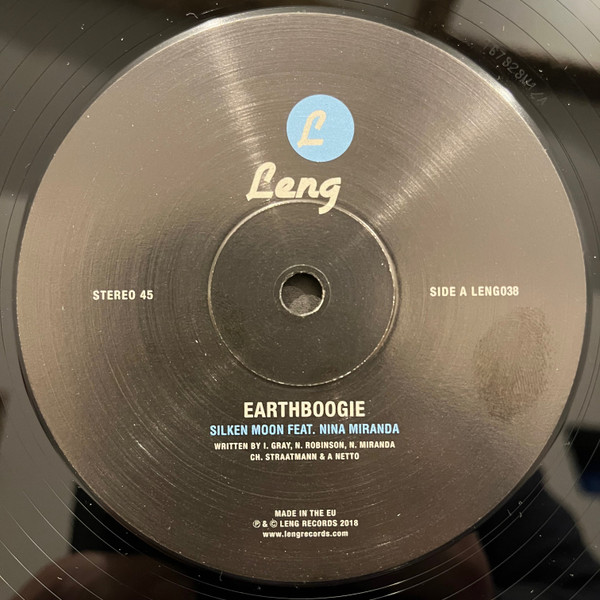 L
Leng
STEREO 45
SIDE A LENG038
EARTHBOOGIE
SILKEN MOON FEAT. NINA MIRANDA
WRITTEN BY I. GRAY, N. ROBINSON, N. MIRANDA
CH. STRAATMANN & A NETTO
MADE IN THE EU
℗ & © LENG RECORDS 2018
www.lengrecords.com